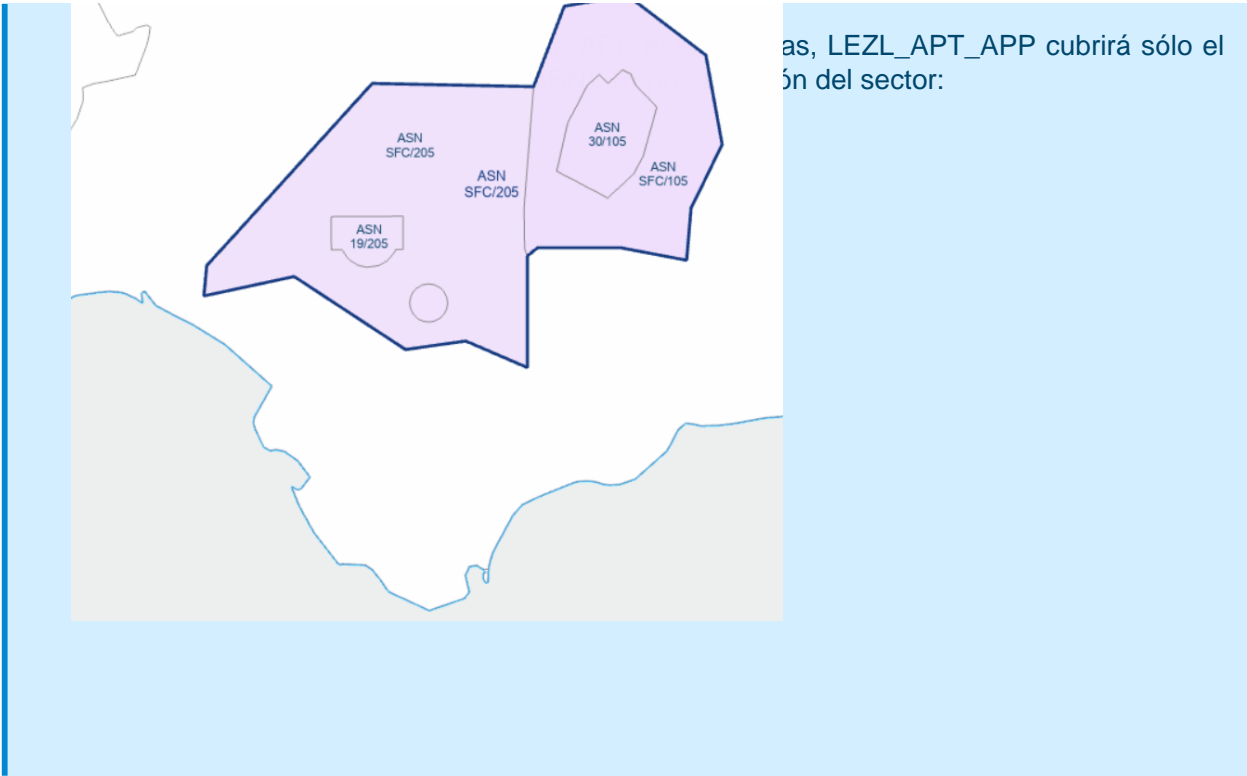 as, LEZL_APT_APP cubrirá sólo el
ón del sector:
ASN
30/105
ASN
SFC/205
ASN
SFC/105
ASN
SFC/205
ASN
19/205